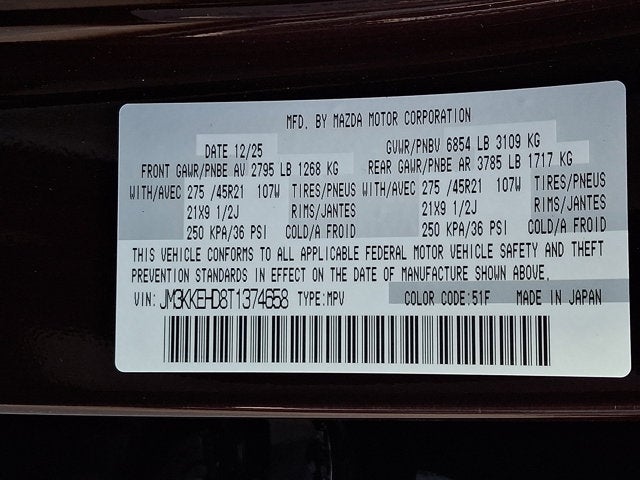 MFD. BY MAZDA MOTOR CORPORATION
DATE 12/25 GVWR/PNBV 6854 LB 3109 KG
FRONT GAWR/PNBE AV 2795 LB 1268 KG REAR GAWR/PNBE AR 3785 LB 1717 KG
WITH/AVEC 275 /45R21 107W TIRES/PNEUS WITH/AVEC 275 /45R21 107W TIRES/PNEUS
21X9 1/2J RIMS/JANTES 21X9 1/2J RIMS/JANTES
250 KPA/36 PSI COLD/A FROID 250 KPA/36 PSI COLD/A FROID
THIS VEHICLE CONFORMS TO ALL APPLICABLE FEDERAL MOTOR VEHICLE SAFETY AND THEFT
PREVENTION STANDARDS IN EFFECT ON THE DATE OF MANUFACTURE SHOWN ABOVE.
VIN: JM3KKEHD8T1374658 TYPE:MPV COLOR CODE:51F MADE IN JAPAN